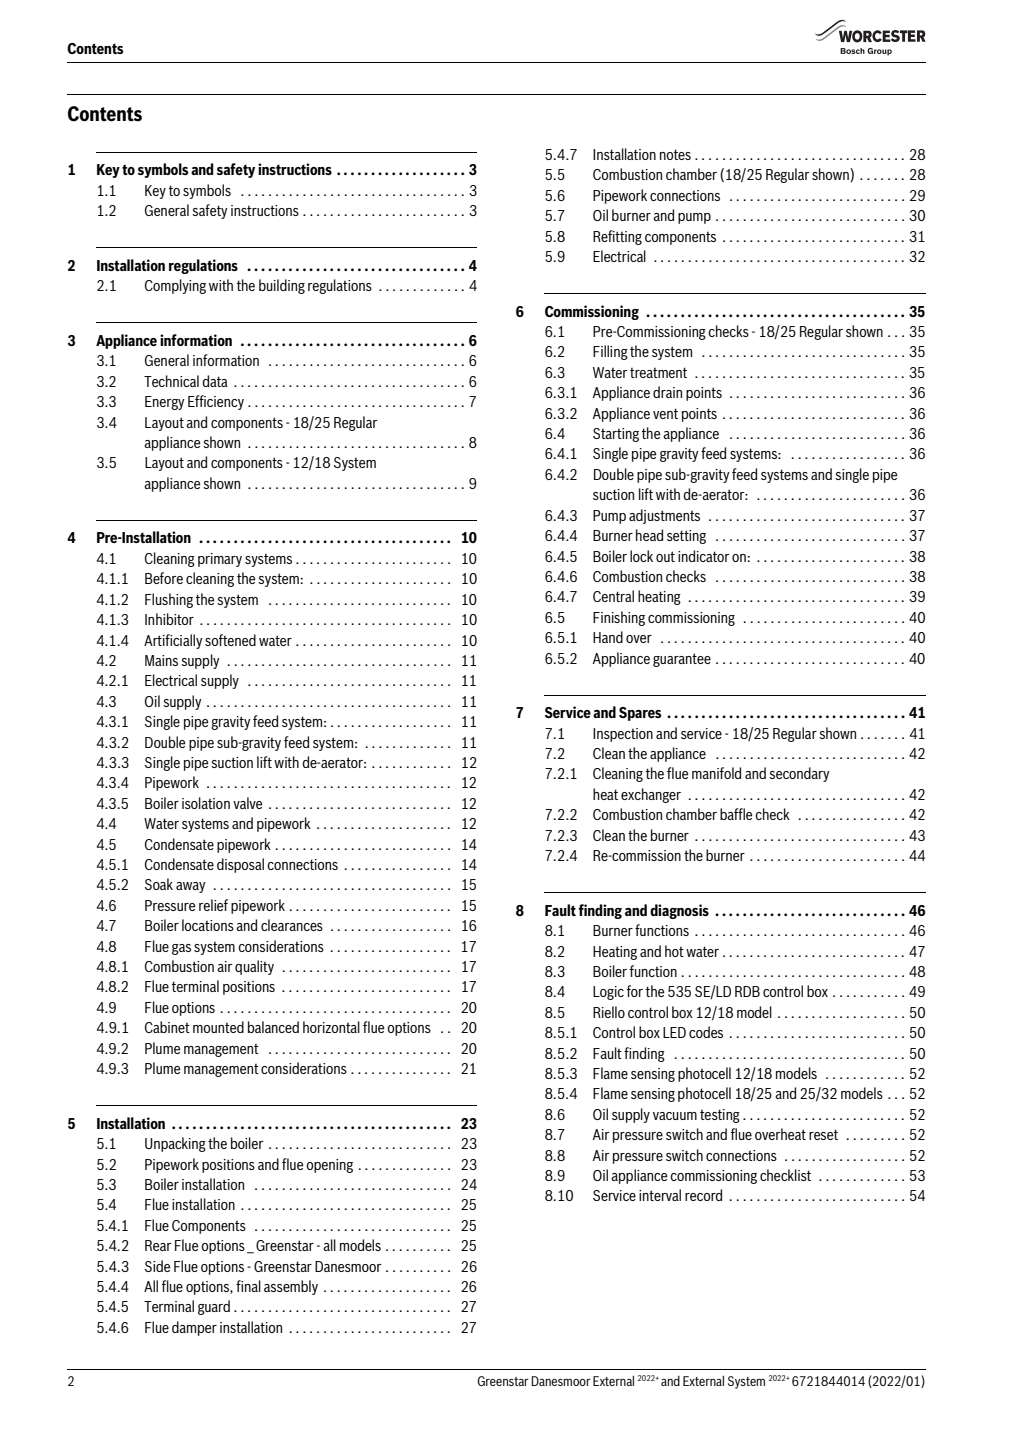 Contents
WORCESTER
Bosch Group
Contents
1 Key to symbols and safety instructions . . . . . . . . . . . . . . . . . . . 3
1.1 Key to symbols . . . . . . . . . . . . . . . . . . . . . . . . . . . . . . . . . 3
1.2 General safety instructions . . . . . . . . . . . . . . . . . . . . . . . . 3
2 Installation regulations . . . . . . . . . . . . . . . . . . . . . . . . . . . . . . . . 4
2.1 Complying with the building regulations . . . . . . . . . . . . . 4
3 Appliance information . . . . . . . . . . . . . . . . . . . . . . . . . . . . . . . . . 6
3.1 General information . . . . . . . . . . . . . . . . . . . . . . . . . . . . . 6
3.2 Technical data . . . . . . . . . . . . . . . . . . . . . . . . . . . . . . . . . . 6
3.3 Energy Efficiency . . . . . . . . . . . . . . . . . . . . . . . . . . . . . . . . 7
3.4 Layout and components - 18/25 Regular
appliance shown . . . . . . . . . . . . . . . . . . . . . . . . . . . . . . . . 8
3.5 Layout and components - 12/18 System
appliance shown . . . . . . . . . . . . . . . . . . . . . . . . . . . . . . . . 9
4 Pre-Installation . . . . . . . . . . . . . . . . . . . . . . . . . . . . . . . . . . . . . 10
4.1 Cleaning primary systems . . . . . . . . . . . . . . . . . . . . . . . 10
4.1.1 Before cleaning the system: . . . . . . . . . . . . . . . . . . . . . 10
4.1.2 Flushing the system . . . . . . . . . . . . . . . . . . . . . . . . . . . 10
4.1.3 Inhibitor . . . . . . . . . . . . . . . . . . . . . . . . . . . . . . . . . . . . . 10
4.1.4 Artificially softened water . . . . . . . . . . . . . . . . . . . . . . . 10
4.2 Mains supply . . . . . . . . . . . . . . . . . . . . . . . . . . . . . . . . . 11
4.2.1 Electrical supply . . . . . . . . . . . . . . . . . . . . . . . . . . . . . . 11
4.3 Oil supply . . . . . . . . . . . . . . . . . . . . . . . . . . . . . . . . . . . . 11
4.3.1 Single pipe gravity feed system: . . . . . . . . . . . . . . . . . . 11
4.3.2 Double pipe sub-gravity feed system: . . . . . . . . . . . . . 11
4.3.3 Single pipe suction lift with de-aerator: . . . . . . . . . . . . 12
4.3.4 Pipework . . . . . . . . . . . . . . . . . . . . . . . . . . . . . . . . . . . . 12
4.3.5 Boiler isolation valve . . . . . . . . . . . . . . . . . . . . . . . . . . . 12
4.4 Water systems and pipework . . . . . . . . . . . . . . . . . . . . 12
4.5 Condensate pipework . . . . . . . . . . . . . . . . . . . . . . . . . . 14
4.5.1 Condensate disposal connections . . . . . . . . . . . . . . . . 14
4.5.2 Soak away . . . . . . . . . . . . . . . . . . . . . . . . . . . . . . . . . . . 15
4.6 Pressure relief pipework . . . . . . . . . . . . . . . . . . . . . . . . 15
4.7 Boiler locations and clearances . . . . . . . . . . . . . . . . . . 16
4.8 Flue gas system considerations . . . . . . . . . . . . . . . . . . 17
4.8.1 Combustion air quality . . . . . . . . . . . . . . . . . . . . . . . . . 17
4.8.2 Flue terminal positions . . . . . . . . . . . . . . . . . . . . . . . . . 17
4.9 Flue options . . . . . . . . . . . . . . . . . . . . . . . . . . . . . . . . . . 20
4.9.1 Cabinet mounted balanced horizontal flue options . . 20
4.9.2 Plume management . . . . . . . . . . . . . . . . . . . . . . . . . . . 20
4.9.3 Plume management considerations . . . . . . . . . . . . . . . 21
5 Installation . . . . . . . . . . . . . . . . . . . . . . . . . . . . . . . . . . . . . . . . . 23
5.1 Unpacking the boiler . . . . . . . . . . . . . . . . . . . . . . . . . . . 23
5.2 Pipework positions and flue opening . . . . . . . . . . . . . . 23
5.3 Boiler installation . . . . . . . . . . . . . . . . . . . . . . . . . . . . . 24
5.4 Flue installation . . . . . . . . . . . . . . . . . . . . . . . . . . . . . . . 25
5.4.1 Flue Components . . . . . . . . . . . . . . . . . . . . . . . . . . . . . 25
5.4.2 Rear Flue options _ Greenstar - all models . . . . . . . . . . 25
5.4.3 Side Flue options - Greenstar Danesmoor . . . . . . . . . . 26
5.4.4 All flue options, final assembly . . . . . . . . . . . . . . . . . . . 26
5.4.5 Terminal guard . . . . . . . . . . . . . . . . . . . . . . . . . . . . . . . . 27
5.4.6 Flue damper installation . . . . . . . . . . . . . . . . . . . . . . . . 27
5.4.7 Installation notes . . . . . . . . . . . . . . . . . . . . . . . . . . . . . . . 28
5.5 Combustion chamber (18/25 Regular shown) . . . . . . . 28
5.6 Pipework connections . . . . . . . . . . . . . . . . . . . . . . . . . . 29
5.7 Oil burner and pump . . . . . . . . . . . . . . . . . . . . . . . . . . . . 30
5.8 Refitting components . . . . . . . . . . . . . . . . . . . . . . . . . . . 31
5.9 Electrical . . . . . . . . . . . . . . . . . . . . . . . . . . . . . . . . . . . . . 32
6 Commissioning . . . . . . . . . . . . . . . . . . . . . . . . . . . . . . . . . . . . . . 35
6.1 Pre-Commissioning checks - 18/25 Regular shown . . . 35
6.2 Filling the system . . . . . . . . . . . . . . . . . . . . . . . . . . . . . . 35
6.3 Water treatment . . . . . . . . . . . . . . . . . . . . . . . . . . . . . . . 35
6.3.1 Appliance drain points . . . . . . . . . . . . . . . . . . . . . . . . . . 36
6.3.2 Appliance vent points . . . . . . . . . . . . . . . . . . . . . . . . . . . 36
6.4 Starting the appliance . . . . . . . . . . . . . . . . . . . . . . . . . . 36
6.4.1 Single pipe gravity feed systems: . . . . . . . . . . . . . . . . . 36
6.4.2 Double pipe sub-gravity feed systems and single pipe
suction lift with de-aerator: . . . . . . . . . . . . . . . . . . . . . . 36
6.4.3 Pump adjustments . . . . . . . . . . . . . . . . . . . . . . . . . . . . . 37
6.4.4 Burner head setting . . . . . . . . . . . . . . . . . . . . . . . . . . . . 37
6.4.5 Boiler lock out indicator on: . . . . . . . . . . . . . . . . . . . . . . 38
6.4.6 Combustion checks . . . . . . . . . . . . . . . . . . . . . . . . . . . . 38
6.4.7 Central heating . . . . . . . . . . . . . . . . . . . . . . . . . . . . . . . . 39
6.5 Finishing commissioning . . . . . . . . . . . . . . . . . . . . . . . . 40
6.5.1 Hand over . . . . . . . . . . . . . . . . . . . . . . . . . . . . . . . . . . . . 40
6.5.2 Appliance guarantee . . . . . . . . . . . . . . . . . . . . . . . . . . . . 40
7 Service and Spares . . . . . . . . . . . . . . . . . . . . . . . . . . . . . . . . . . . 41
7.1 Inspection and service - 18/25 Regular shown . . . . . . . 41
7.2 Clean the appliance . . . . . . . . . . . . . . . . . . . . . . . . . . . . 42
7.2.1 Cleaning the flue manifold and secondary
heat exchanger . . . . . . . . . . . . . . . . . . . . . . . . . . . . . . . . 42
7.2.2 Combustion chamber baffle check . . . . . . . . . . . . . . . . 42
7.2.3 Clean the burner . . . . . . . . . . . . . . . . . . . . . . . . . . . . . . . 43
7.2.4 Re-commission the burner . . . . . . . . . . . . . . . . . . . . . . . 44
8 Fault finding and diagnosis . . . . . . . . . . . . . . . . . . . . . . . . . . . . 46
8.1 Burner functions . . . . . . . . . . . . . . . . . . . . . . . . . . . . . . . 46
8.2 Heating and hot water . . . . . . . . . . . . . . . . . . . . . . . . . . . 47
8.3 Boiler function . . . . . . . . . . . . . . . . . . . . . . . . . . . . . . . . . 48
8.4 Logic for the 535 SE/LD RDB control box . . . . . . . . . . . 49
8.5 Riello control box 12/18 model . . . . . . . . . . . . . . . . . . . 50
8.5.1 Control box LED codes . . . . . . . . . . . . . . . . . . . . . . . . . . 50
8.5.2 Fault finding . . . . . . . . . . . . . . . . . . . . . . . . . . . . . . . . . . 50
8.5.3 Flame sensing photocell 12/18 models . . . . . . . . . . . . 52
8.5.4 Flame sensing photocell 18/25 and 25/32 models . . . 52
8.6 Oil supply vacuum testing . . . . . . . . . . . . . . . . . . . . . . . . 52
8.7 Air pressure switch and flue overheat reset . . . . . . . . . 52
8.8 Air pressure switch connections . . . . . . . . . . . . . . . . . . 52
8.9 Oil appliance commissioning checklist . . . . . . . . . . . . . 53
8.10 Service interval record . . . . . . . . . . . . . . . . . . . . . . . . . . 54
2 Greenstar Danesmoor External 2022+ and External System 2022+ 6721844014 (2022/01)